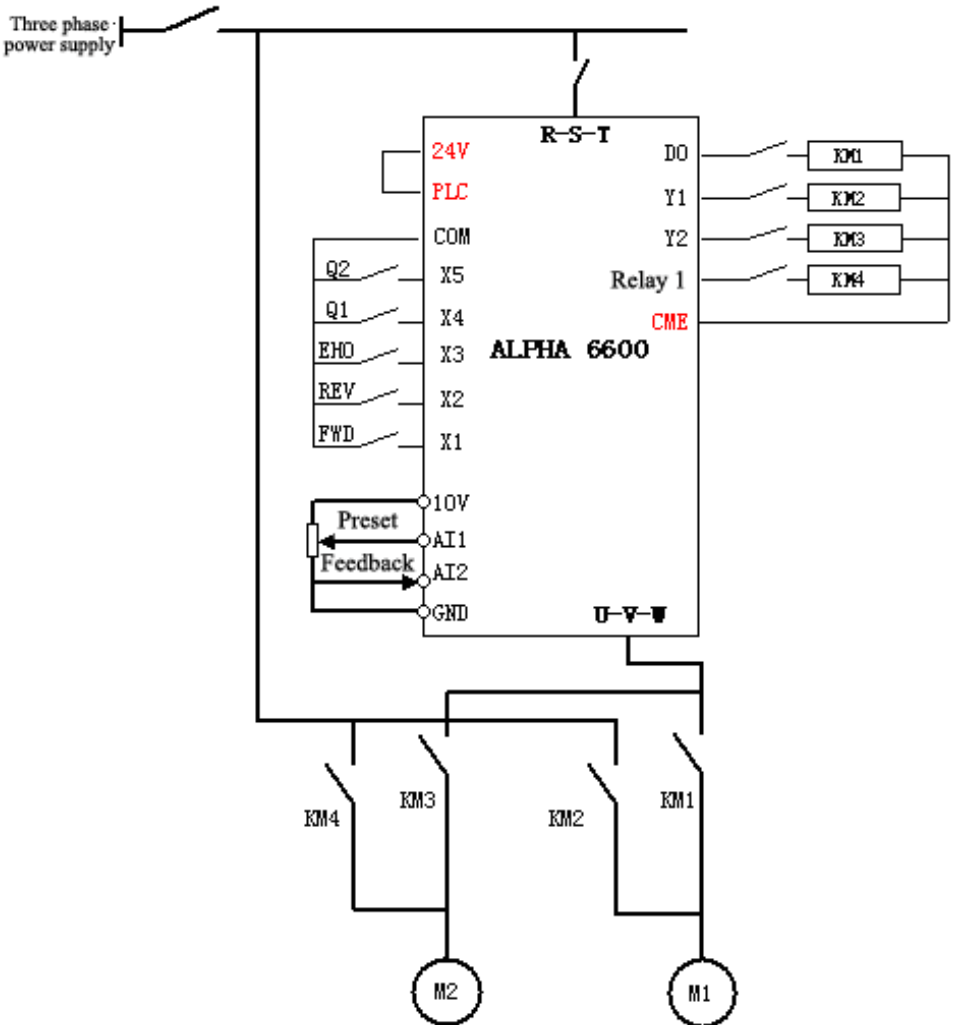 Three phase
power supply
R-S-T
24V
PLC
COM
Q2
X5
Q1
X4
EHO
X3
REV
X2
FWD
X1
DO
KM1
Y1
KM2
Y2
KM3
Relay 1
KM4
CME
ALPHA 6600
10V
Preset
AI1
Feedback
AI2
GND
U-V-W
KM4
KM3
KM2
KM1
M2
M1